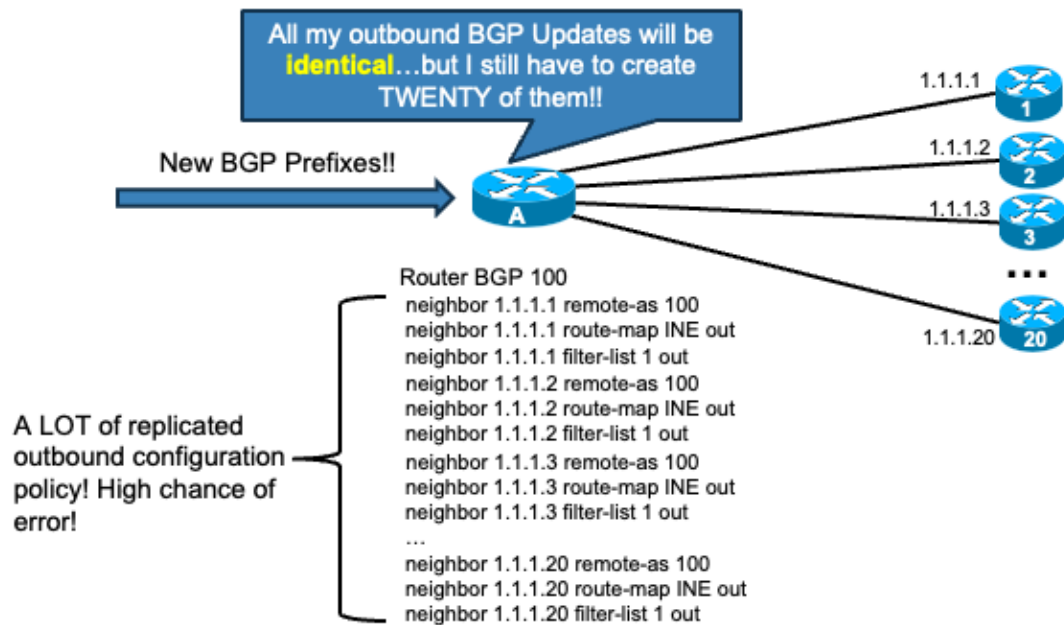 All my outbound BGP Updates will be
identical...but I still have to create
TWENTY of them!!
New BGP Prefixes!!
A
1.1.1.1
1
1.1.1.2
2
1.1.1.3
3
...
1.1.1.20
20
Router BGP 100
neighbor 1.1.1.1 remote-as 100
neighbor 1.1.1.1 route-map INE out
neighbor 1.1.1.1 filter-list 1 out
neighbor 1.1.1.2 remote-as 100
neighbor 1.1.1.2 route-map INE out
neighbor 1.1.1.2 filter-list 1 out
neighbor 1.1.1.3 remote-as 100
neighbor 1.1.1.3 route-map INE out
neighbor 1.1.1.3 filter-list 1 out
...
neighbor 1.1.1.20 remote-as 100
neighbor 1.1.1.20 route-map INE out
neighbor 1.1.1.20 filter-list 1 out
A LOT of replicated
outbound configuration
policy! High chance of
error!